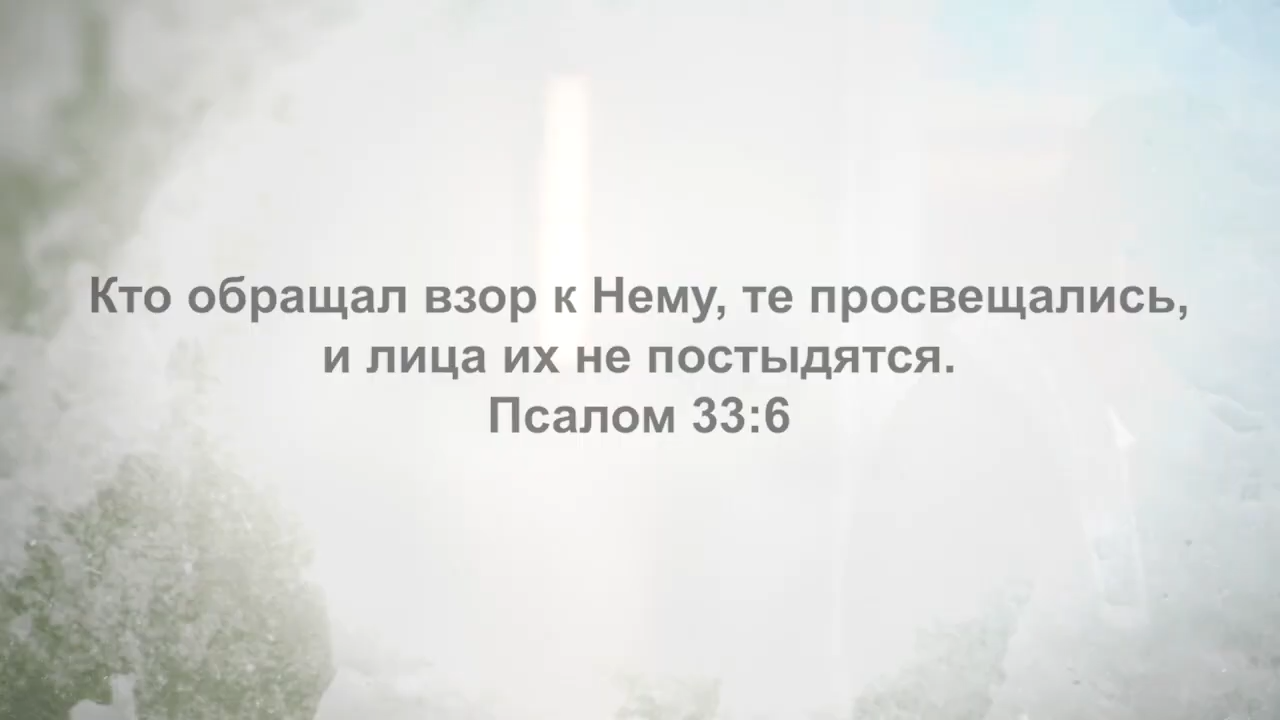 Кто обращал взор к Нему, те просвещались,
и лица их не постыдятся.
Псалом 33:6